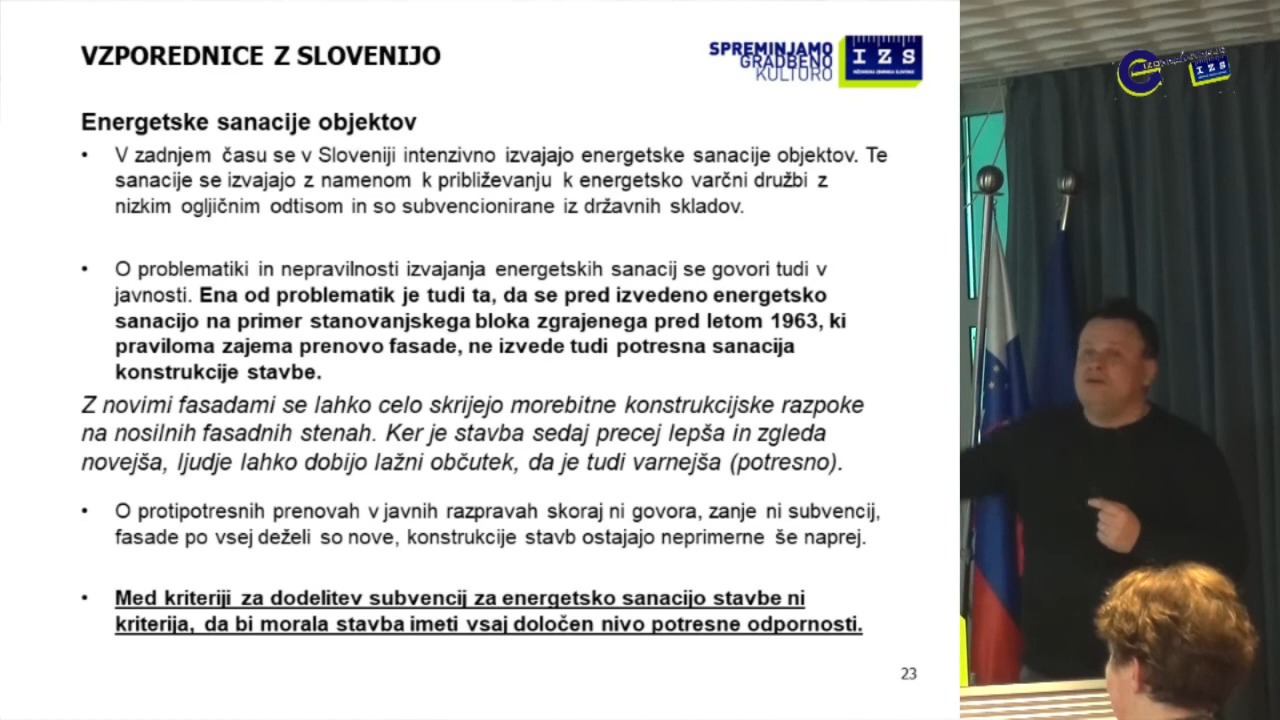 VZPOREDNICE Z SLOVENIJO
SPREMINJAMO
GRADBENO
KULTURO
IZS
INŽENIRSKA ZBORNICA SLOVENIJE
Energetske sanacije objektov
• V zadnjem času se v Sloveniji intenzivno izvajajo energetske sanacije objektov. Te
sanacije se izvajajo z namenom k približevanju k energetsko varčni družbi z
nizkim ogljičnim odtisom in so subvencionirane iz državnih skladov.
• O problematiki in nepravilnosti izvajanja energetskih sanacij se govori tudi v
javnosti. Ena od problematik je tudi ta, da se pred izvedeno energetsko
sanacijo na primer stanovanjskega bloka zgrajenega pred letom 1963, ki
praviloma zajema prenovo fasade, ne izvede tudi potresna sanacija
konstrukcije stavbe.
Z novimi fasadami se lahko celo skrijejo morebitne konstrukcijske razpoke
na nosilnih fasadnih stenah. Ker je stavba sedaj precej lepša in zgleda
novejša, ljudje lahko dobijo lažni občutek, da je tudi varnejša (potresno).
• O protipotresnih prenovah v javnih razpravah skoraj ni govora, zanje ni subvencij,
fasade po vsej deželi so nove, konstrukcije stavb ostajajo neprimerne še naprej.
• Med kriteriji za dodelitev subvencij za energetsko sanacijo stavbe ni
kriterija, da bi morala stavba imeti vsaj določen nivo potresne odpornosti.
23
IZS